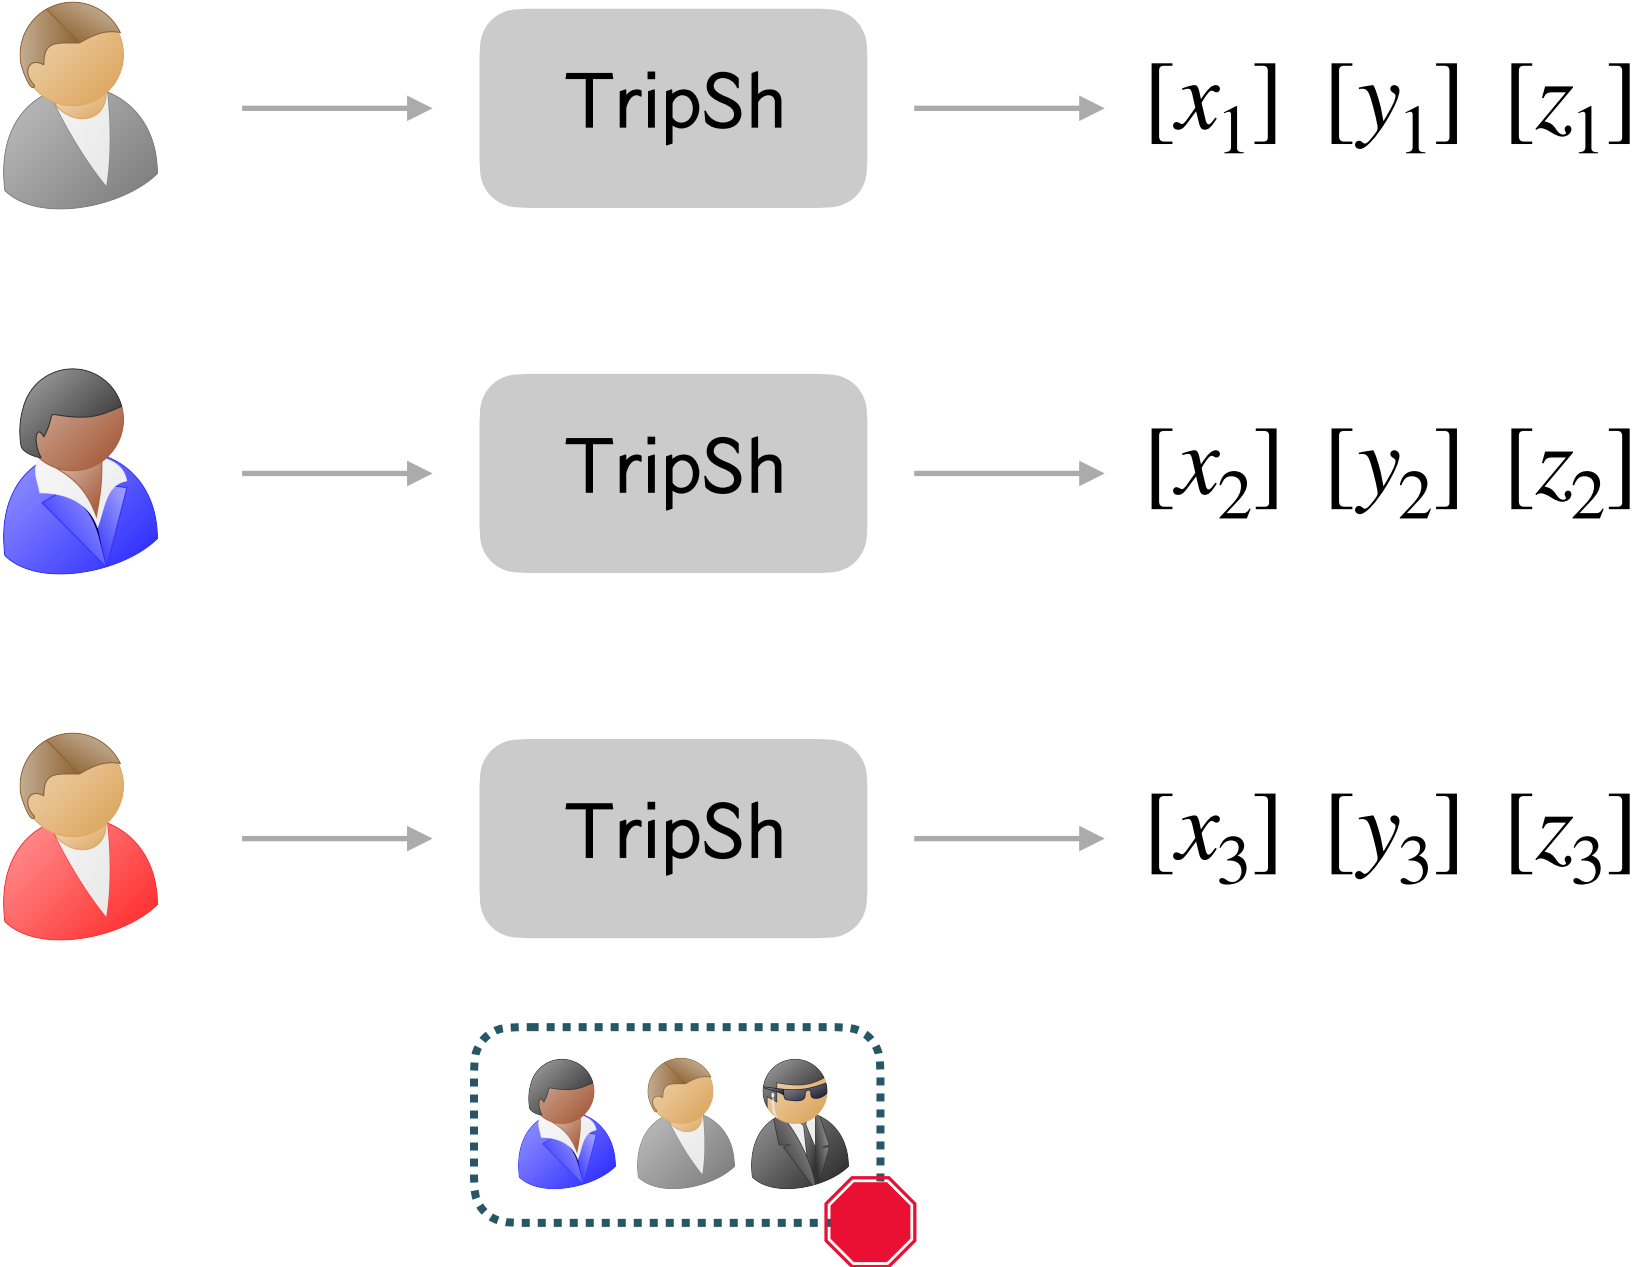 TripSh [x₁] [y₁] [z₁]
TripSh [x₂] [y₂] [z₂]
TripSh [x₃] [y₃] [z₃]